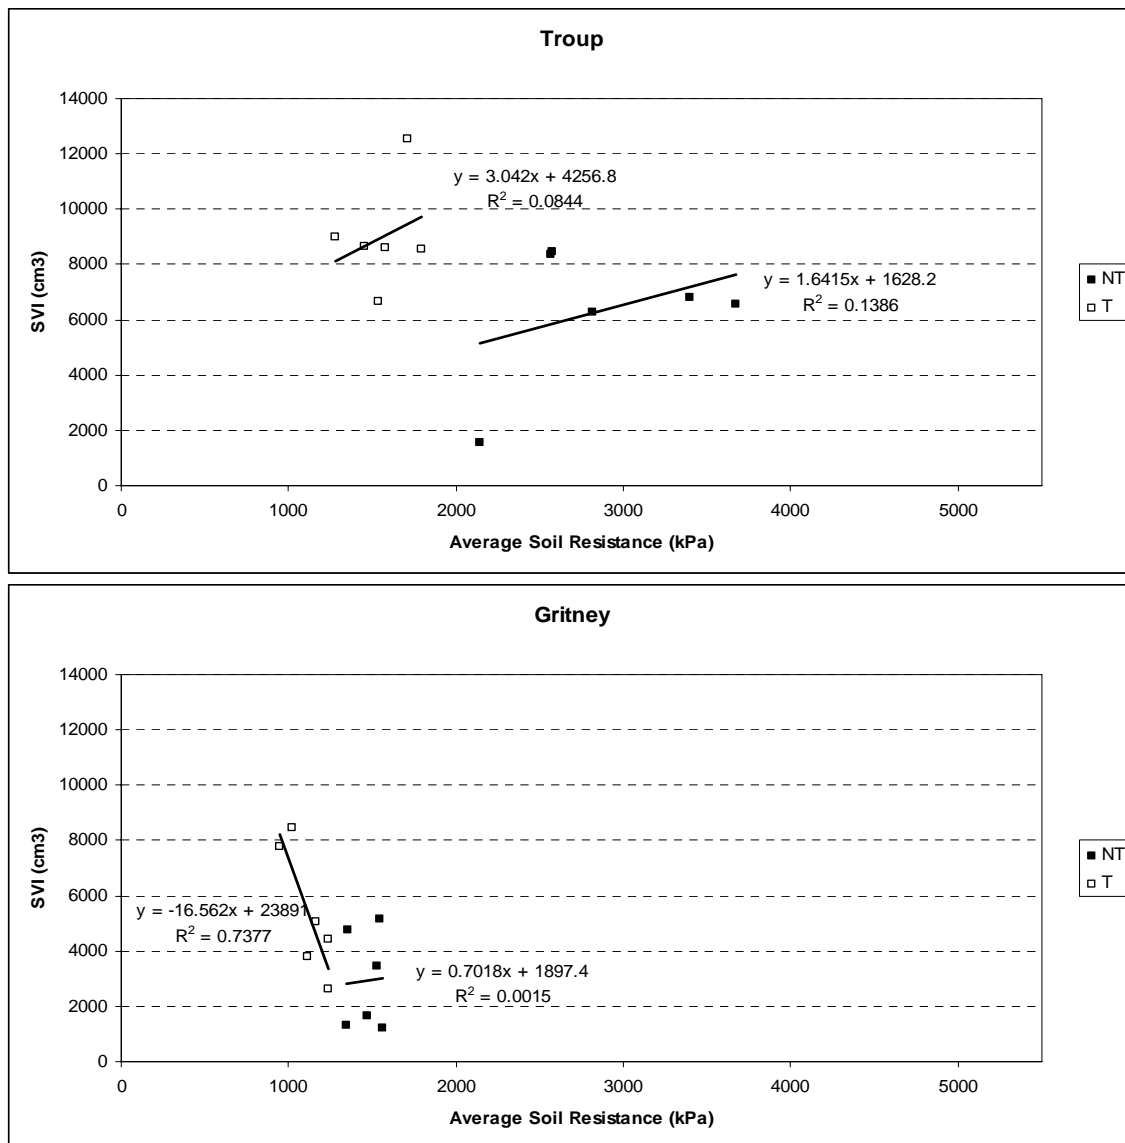 Troup
14000
12000
10000
8000
6000
4000
2000
0
SVI (cm3)
y = 3.042x + 4256.8
R² = 0.0844
y = 1.6415x + 1628.2
R² = 0.1386
NT
T
0 1000 2000 3000 4000 5000
Average Soil Resistance (kPa)
Gritney
14000
12000
10000
8000
6000
4000
2000
0
SVI (cm3)
y = -16.562x + 23891
R² = 0.7377
y = 0.7018x + 1897.4
R² = 0.0015
NT
T
0 1000 2000 3000 4000 5000
Average Soil Resistance (kPa)